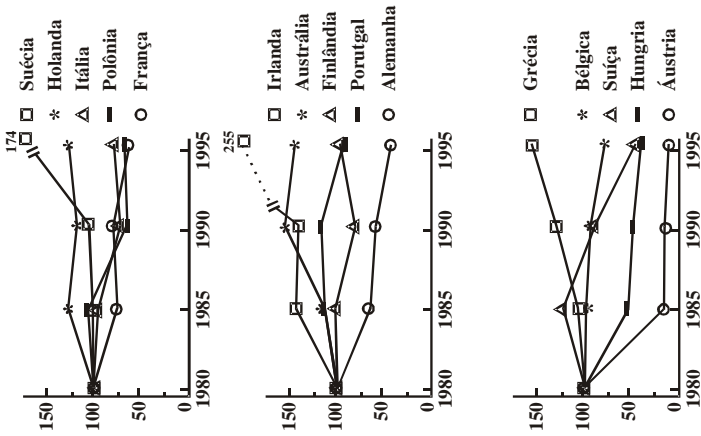 174
Suécia
Holanda
Itália
Polônia
França
150
100
50
0
1980
1985
1990
1995
255
Irlanda
Austrália
Finlândia
Porutgal
Alemanha
150
100
50
0
1980
1985
1990
1995
Grécia
Bélgica
Suíça
Hungria
Áustria
150
100
50
0
1980
1985
1990
1995